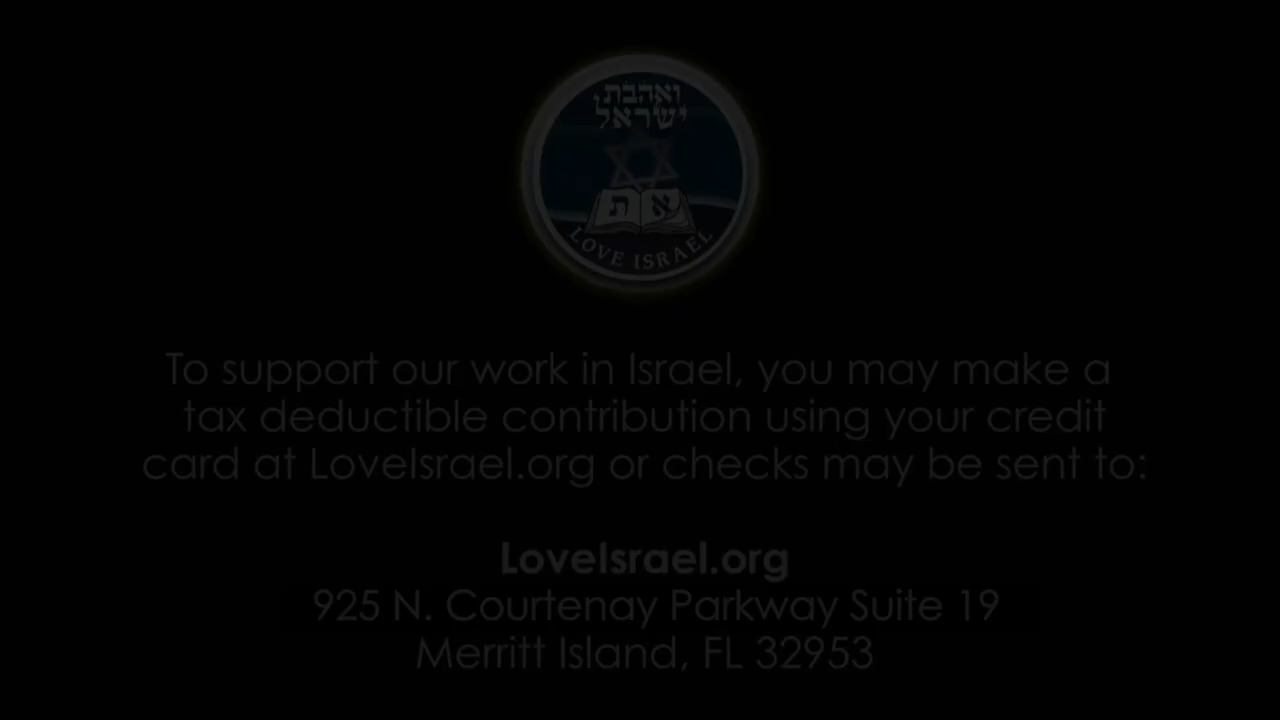 ואהבת
ישראל
ת א
LOVE ISRAEL
To support our work in Israel, you may make a
tax deductible contribution using your credit
card at LoveIsrael.org or checks may be sent to:
LoveIsrael.org
925 N. Courtenay Parkway Suite 19
Merritt Island, FL 32953